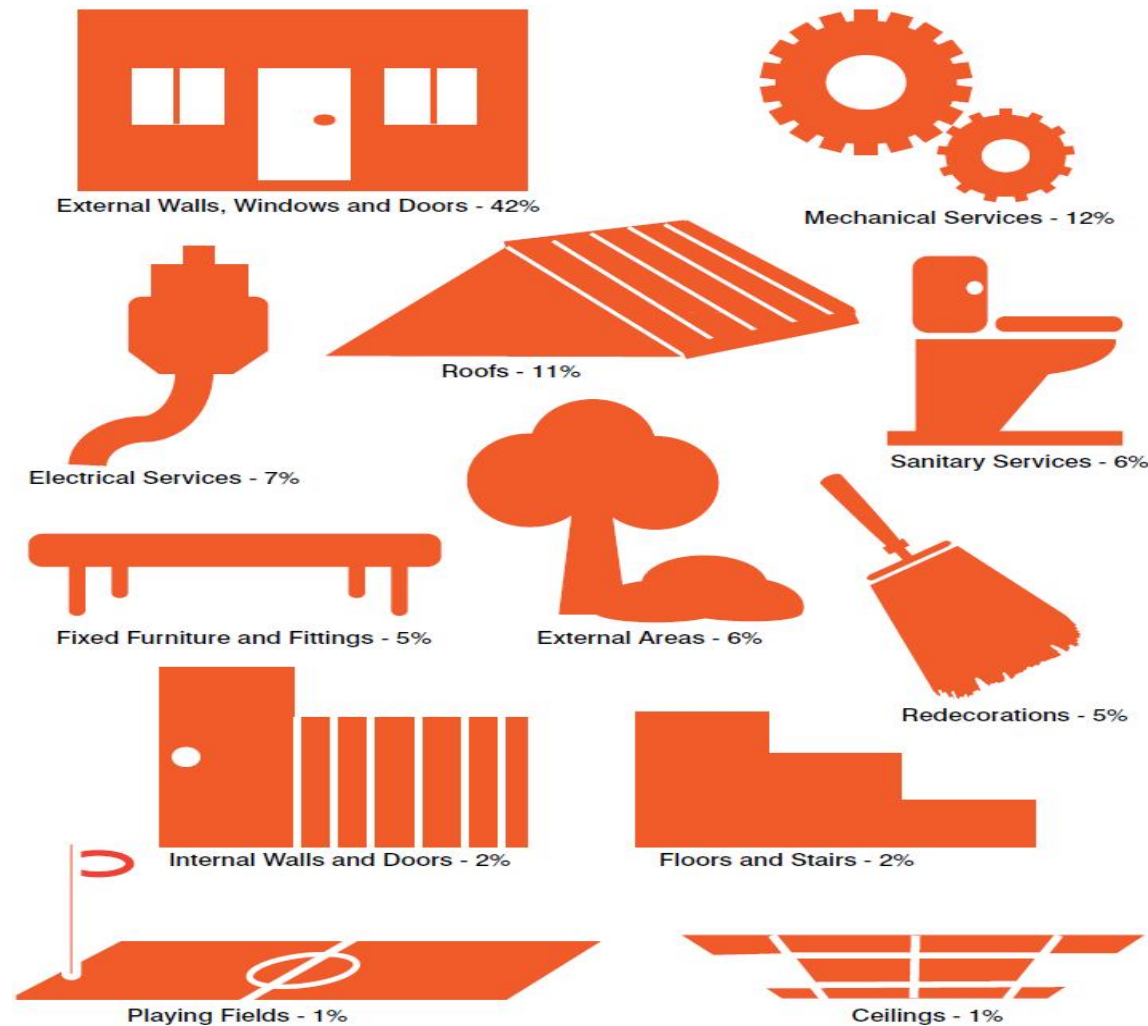 External Walls, Windows and Doors - 42%
Mechanical Services - 12%
Roofs - 11%
Electrical Services - 7%
Sanitary Services - 6%
Fixed Furniture and Fittings - 5%
External Areas - 6%
Redecorations - 5%
Internal Walls and Doors - 2%
Floors and Stairs - 2%
Playing Fields - 1%
Ceilings - 1%